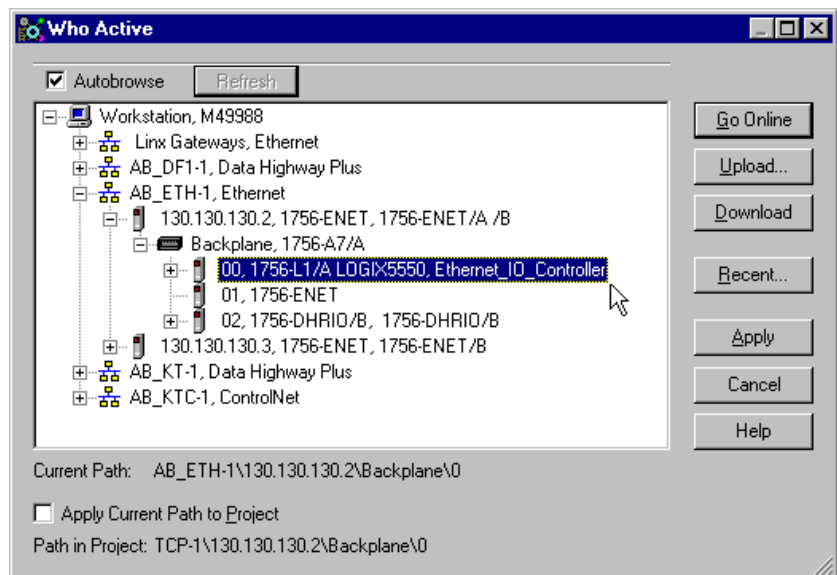 Who Active
Autobrowse Refresh
Workstation, M49988
Linx Gateways, Ethernet
AB_DF1-1, Data Highway Plus
AB_ETH-1, Ethernet
130.130.130.2, 1756-ENET, 1756-ENET/A /B
Backplane, 1756-A7/A
00, 1756-L1/A LOGIX5550, Ethernet_IO_Controller
01, 1756-ENET
02, 1756-DHRIO/B, 1756-DHRIO/B
130.130.130.3, 1756-ENET, 1756-ENET/B
AB_KT-1, Data Highway Plus
AB_KTC-1, ControlNet
Go Online
Upload...
Download
Recent...
Apply
Cancel
Help
Current Path: AB_ETH-1\130.130.130.2\Backplane\0
Apply Current Path to Project
Path in Project: TCP-1\130.130.130.2\Backplane\0